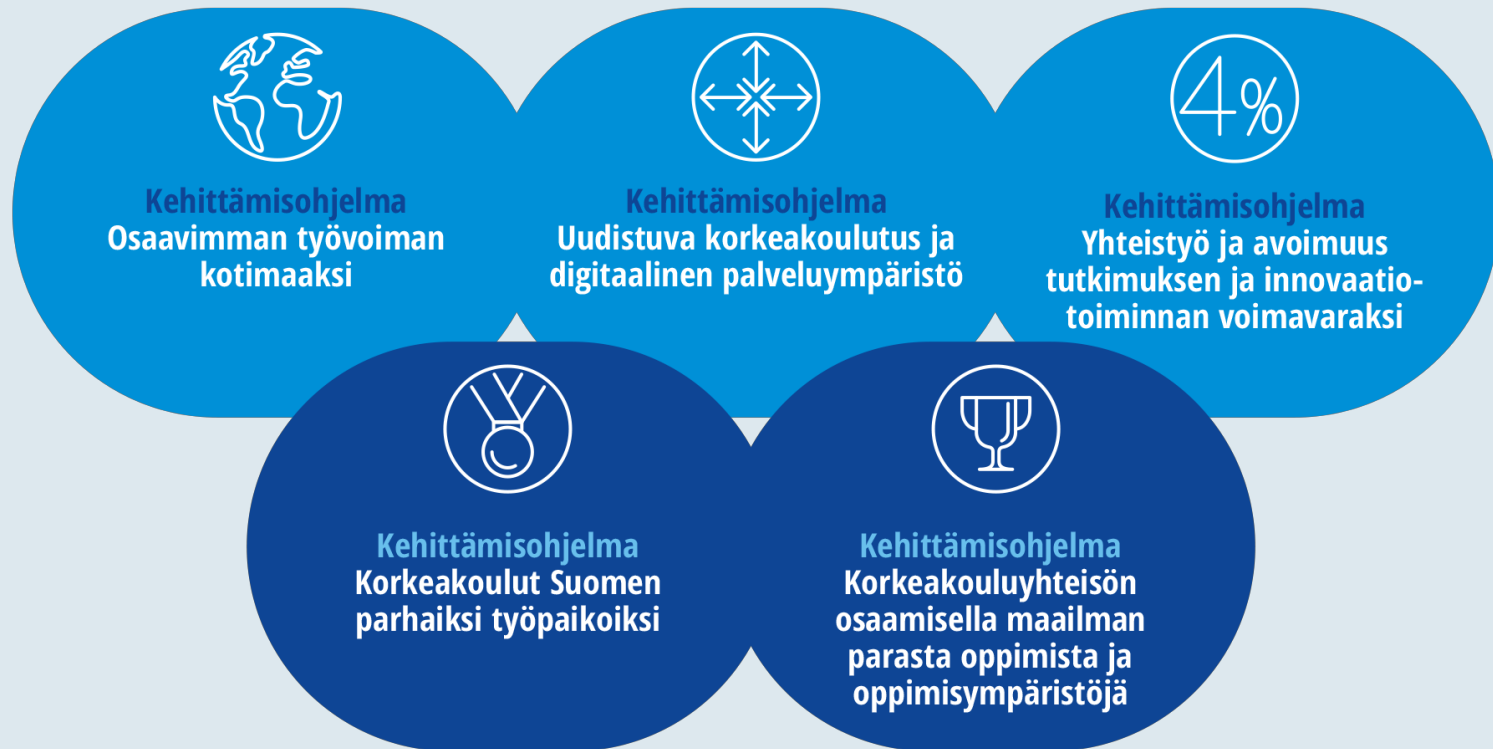 Kehittämisohjelma
Osaavimman työvoiman
kotimaaksi
Kehittämisohjelma
Uudistuva korkeakoulutus ja
digitaalinen palveluympäristö
4%
Kehittämisohjelma
Yhteistyö ja avoimuus
tutkimuksen ja innovaatio-
toiminnan voimavaraksi
Kehittämisohjelma
Korkeakoulut Suomen
parhaiksi työpaikoiksi
Kehittämisohjelma
Korkeakouluyhteisön
osaamisella maailman
parasta oppimista ja
oppimisympäristöjä